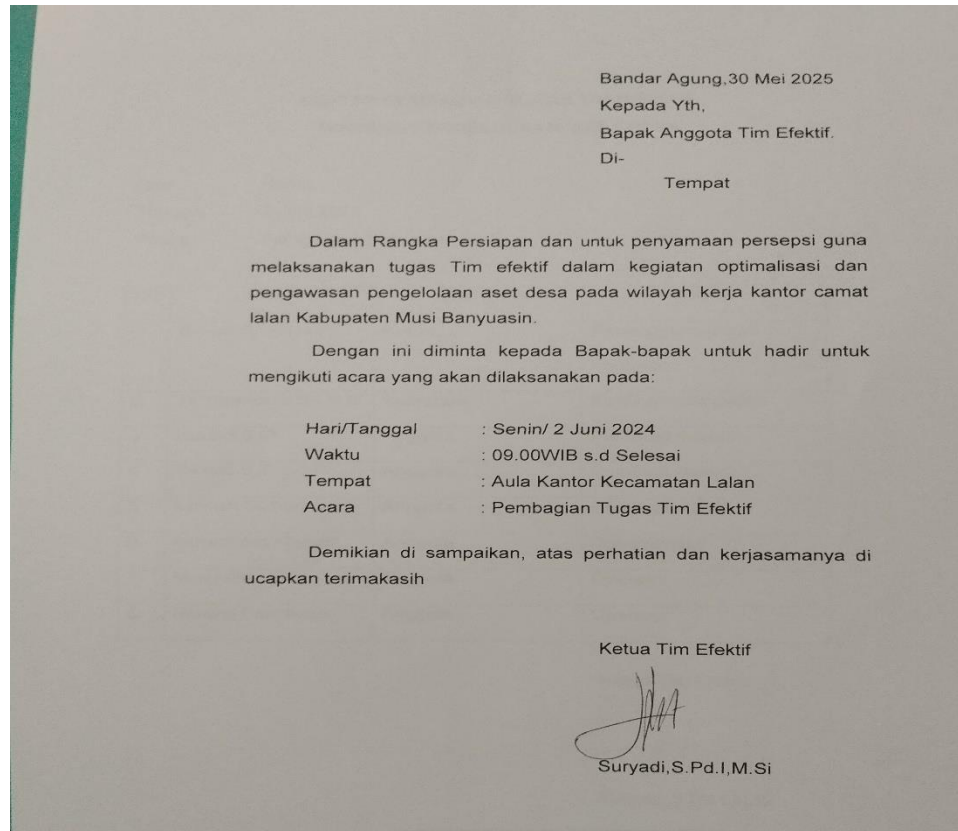 Bandar Agung,30 Mei 2025
Kepada Yth,
Bapak Anggota Tim Efektif.
Di-
Tempat
Dalam Rangka Persiapan dan untuk penyamaan persepsi guna
melaksanakan tugas Tim efektif dalam kegiatan optimalisasi dan
pengawasan pengelolaan aset desa pada wilayah kerja kantor camat
lalan Kabupaten Musi Banyuasin.
Dengan ini diminta kepada Bapak-bapak untuk hadir untuk
mengikuti acara yang akan dilaksanakan pada:
Hari/Tanggal : Senin/ 2 Juni 2024
Waktu : 09.00WIB s.d Selesai
Tempat : Aula Kantor Kecamatan Lalan
Acara : Pembagian Tugas Tim Efektif
Demikian di sampaikan, atas perhatian dan kerjasamanya di
ucapkan terimakasih
Ketua Tim Efektif
Suryadi,S.Pd.I,M.Si